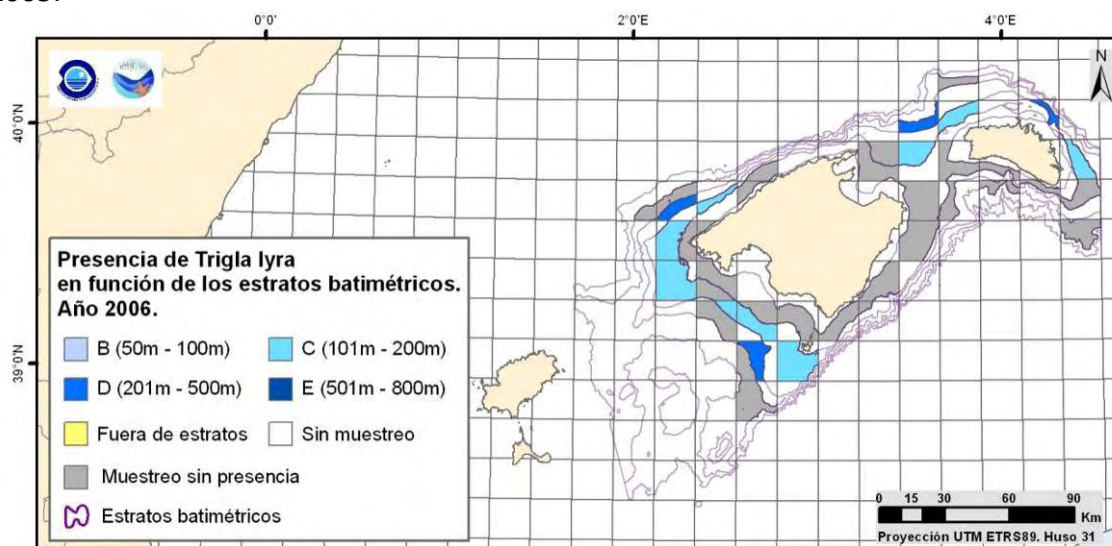 0°0'
2°0'E
4°0'E
N
40°0'N
39°0'N
Presencia de Trigla lyra
en función de los estratos batimétricos.
Año 2006.
B (50m - 100m)
C (101m - 200m)
D (201m - 500m)
E (501m - 800m)
Fuera de estratos
Sin muestreo
Muestreo sin presencia
Estratos batimétricos
0 15 30 60 90
Km
Proyección UTM ETRS89. Huso 31